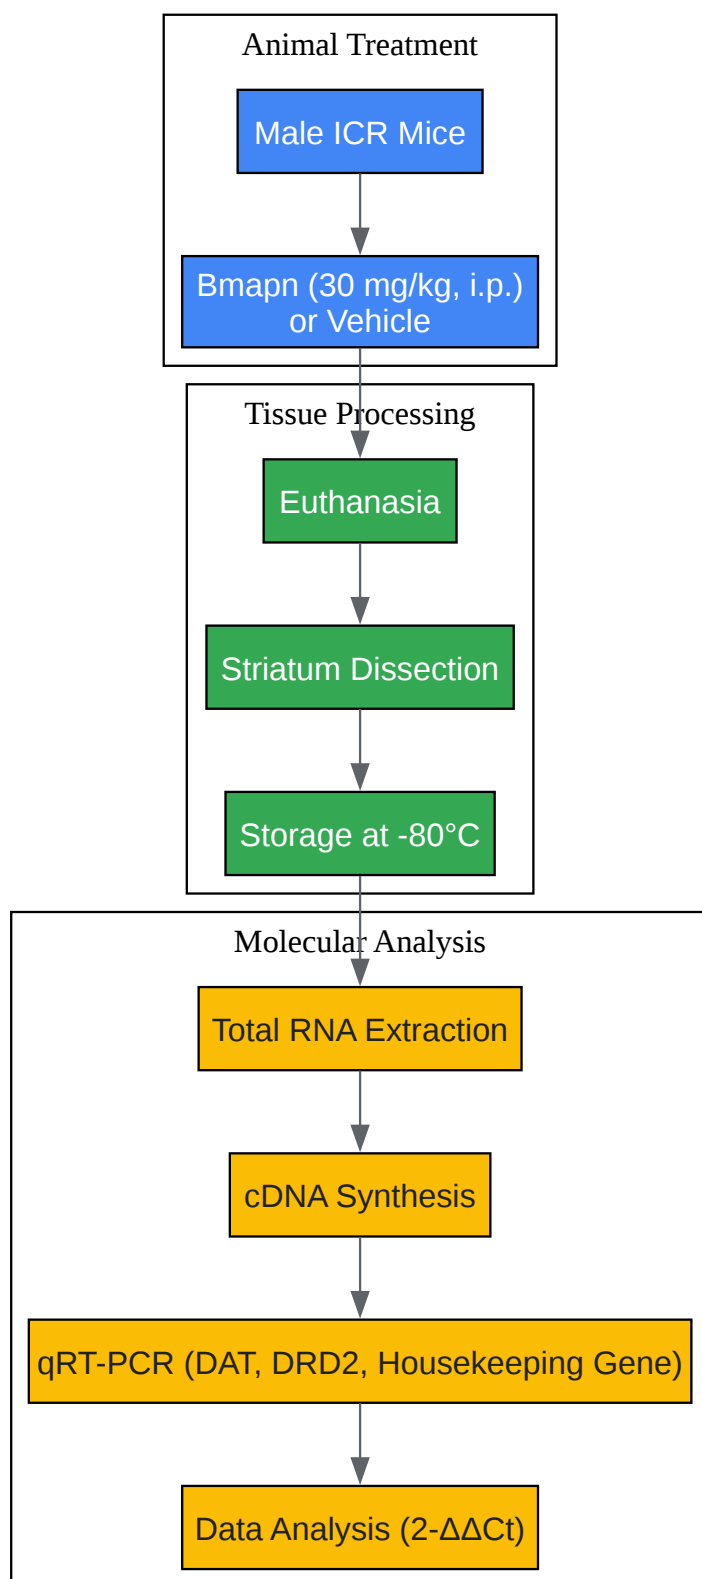 Animal Treatment
Male ICR Mice
Bmapn (30 mg/kg, i.p.)
or Vehicle
Tissue Processing
Euthanasia
Striatum Dissection
Storage at -80°C
Molecular Analysis
Total RNA Extraction
cDNA Synthesis
qRT-PCR (DAT, DRD2, Housekeeping Gene)
Data Analysis (2-ΔΔCt)